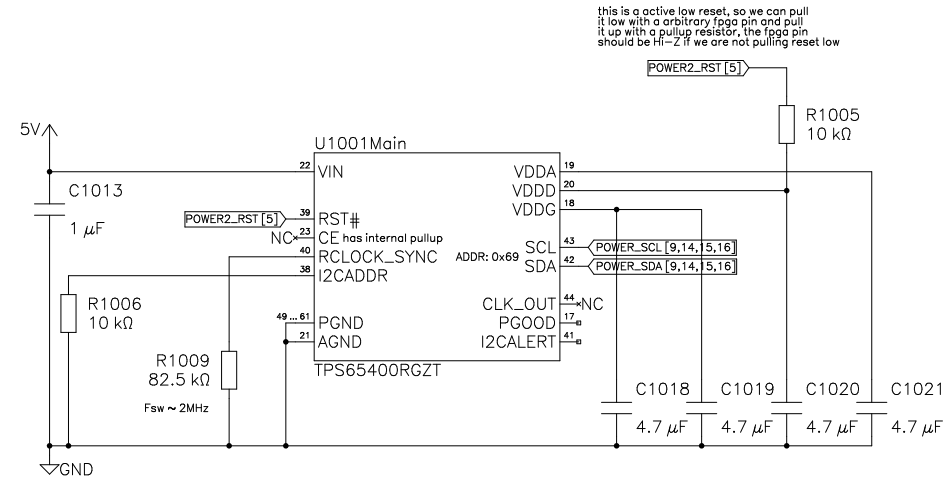 this is a active low reset, so we can pull
it low with a arbitrary fpga pin and pull
it up with a pullup resistor, the fpga pin
should be Hi-Z if we are not pulling reset low
POWER2_RST [5]
R1005
10 kΩ
5V
U1001Main
C1013
1 µF
22 VIN
VDDA 19
VDDD 20
VDDG 18
POWER2_RST [5] 39 RST#
NC 23 CE has internal pullup
40 RCLOCK_SYNC
38 I2CADDR
ADDR: 0x69
SCL 43 POWER_SCL [9,14,15,16]
SDA 42 POWER_SDA [9,14,15,16]
CLK_OUT 44 NC
49 ... 61 PGND
PGOOD 17
21 AGND
I2CALERT 41
TPS65400RGZT
R1006
10 kΩ
R1009
82.5 kΩ
Fsw ~ 2MHz
C1018
4.7 µF
C1019
4.7 µF
C1020
4.7 µF
C1021
4.7 µF
GND